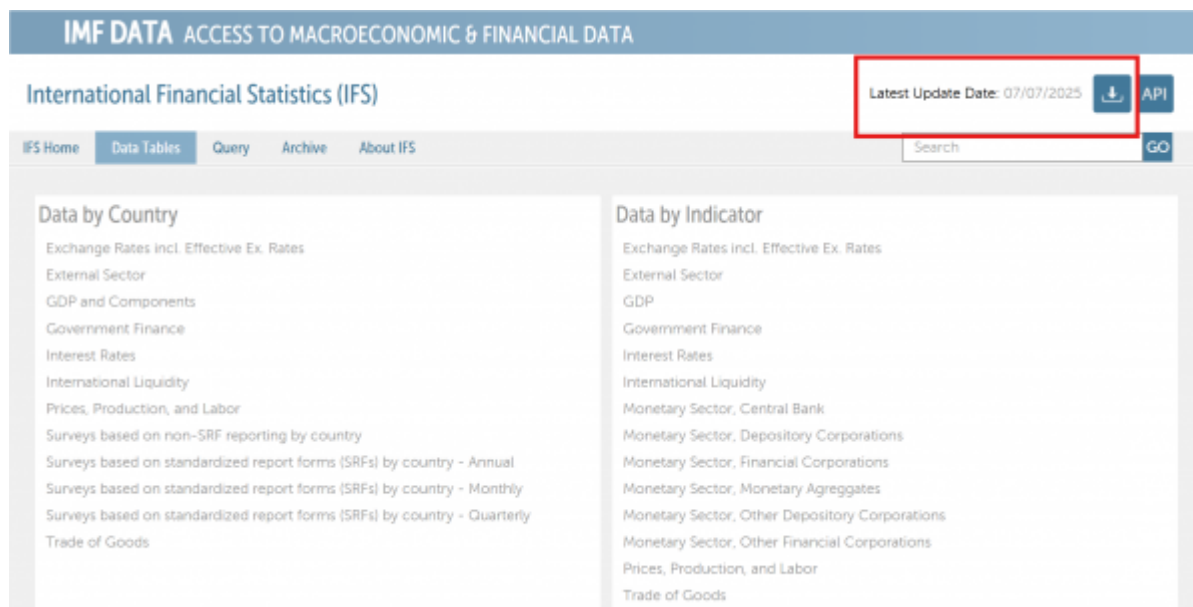 IMF DATA ACCESS TO MACROECONOMIC & FINANCIAL DATA
International Financial Statistics (IFS)
Latest Update Date: 07/07/2025
API
IFS Home
Data Tables
Query
Archive
About IFS
Search
GO
Data by Country
Exchange Rates incl. Effective Ex. Rates
External Sector
GDP and Components
Government Finance
Interest Rates
International Liquidity
Prices, Production, and Labor
Surveys based on non-SRF reporting by country
Surveys based on standardized report forms (SRFs) by country - Annual
Surveys based on standardized report forms (SRFs) by country - Monthly
Surveys based on standardized report forms (SRFs) by country - Quarterly
Trade of Goods
Data by Indicator
Exchange Rates incl. Effective Ex. Rates
External Sector
GDP
Government Finance
Interest Rates
International Liquidity
Monetary Sector, Central Bank
Monetary Sector, Depository Corporations
Monetary Sector, Financial Corporations
Monetary Sector, Monetary Agreggates
Monetary Sector, Other Depository Corporations
Monetary Sector, Other Financial Corporations
Prices, Production, and Labor
Trade of Goods